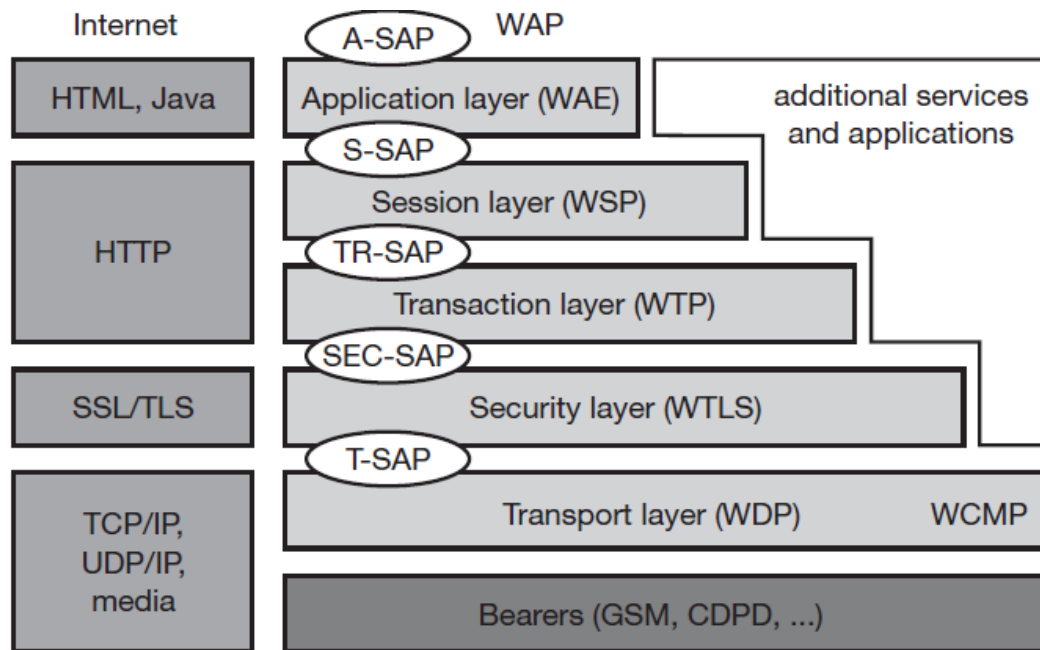 Internet
WAP
A-SAP
HTML, Java
Application layer (WAE)
additional services
and applications
S-SAP
HTTP
Session layer (WSP)
TR-SAP
Transaction layer (WTP)
SEC-SAP
SSL/TLS
Security layer (WTLS)
T-SAP
TCP/IP,
UDP/IP,
media
Transport layer (WDP)
WCMP
Bearers (GSM, CDPD, ...)